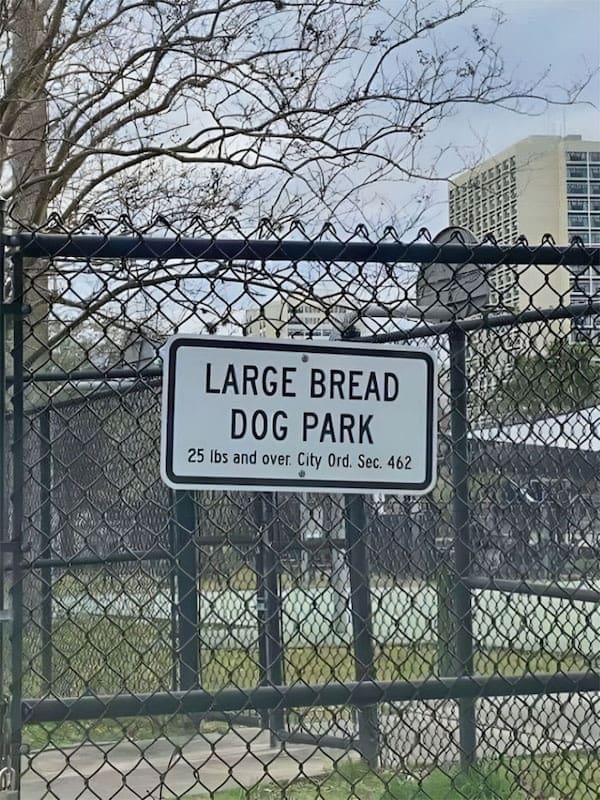 LARGE BREAD
DOG PARK
25 lbs and over. City Ord. Sec. 462